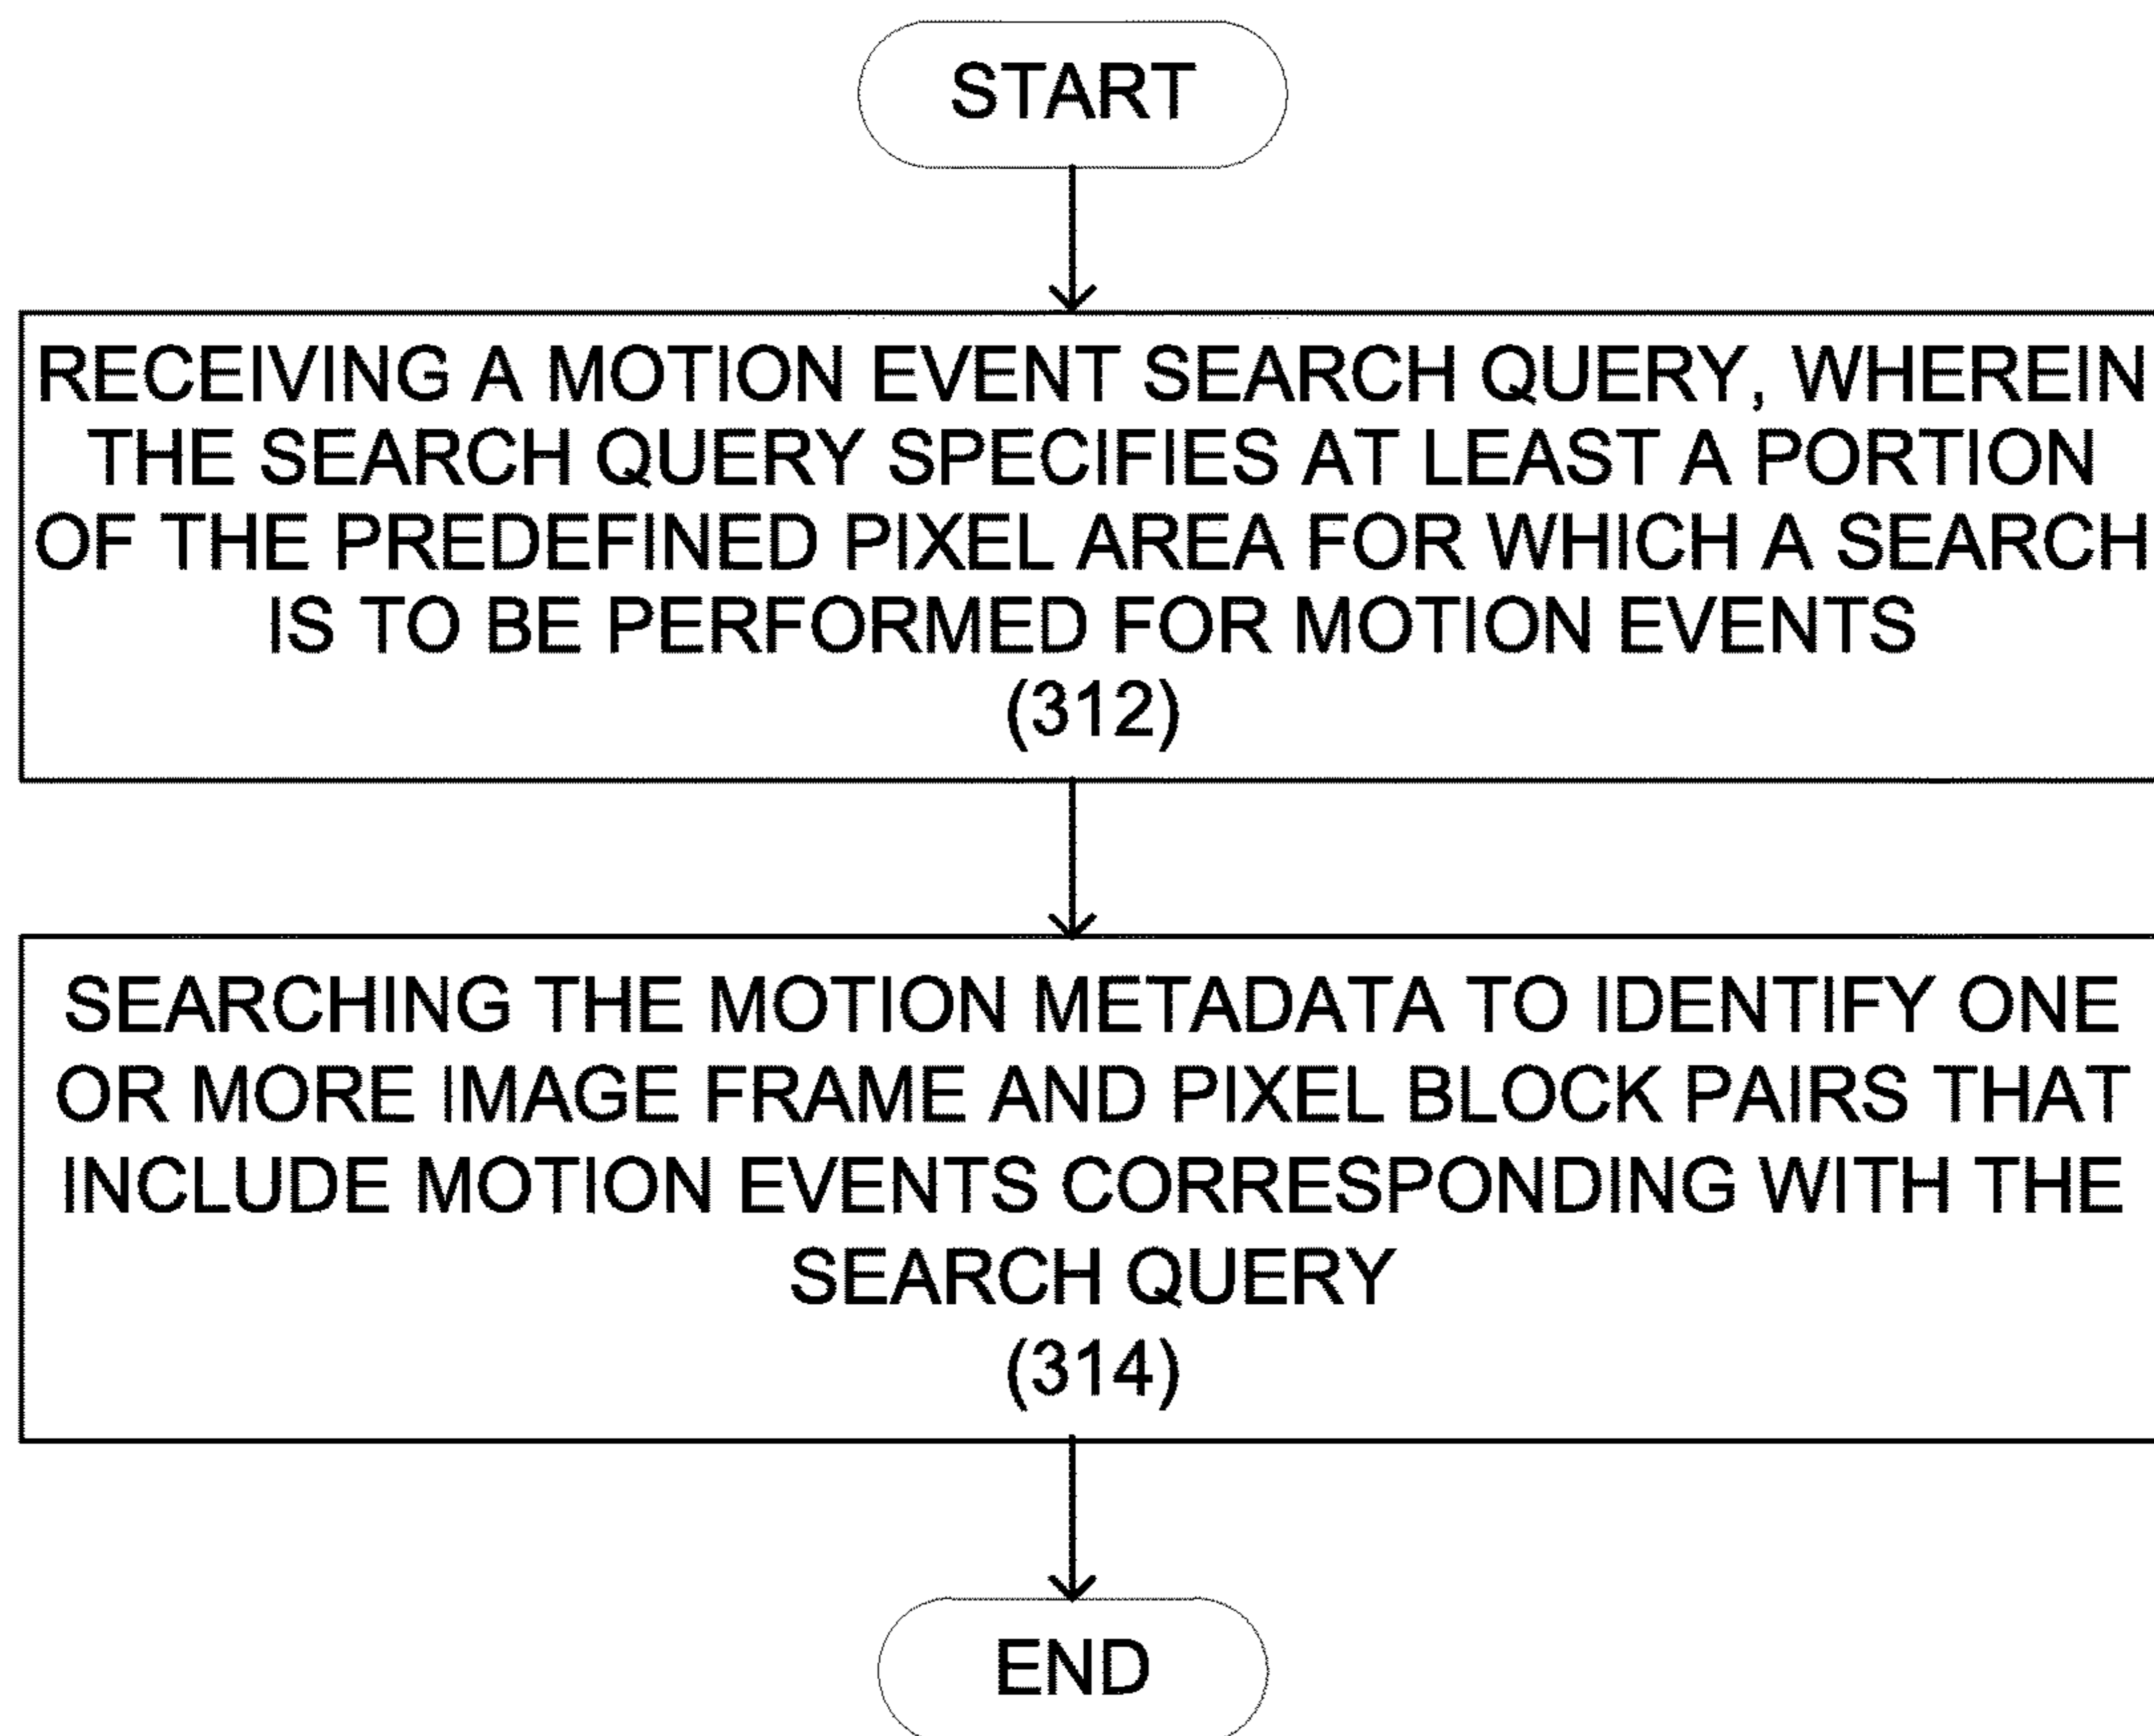 START
RECEIVING A MOTION EVENT SEARCH QUERY, WHEREIN
THE SEARCH QUERY SPECIFIES AT LEAST A PORTION
OF THE PREDEFINED PIXEL AREA FOR WHICH A SEARCH
IS TO BE PERFORMED FOR MOTION EVENTS
(312)
SEARCHING THE MOTION METADATA TO IDENTIFY ONE
OR MORE IMAGE FRAME AND PIXEL BLOCK PAIRS THAT
INCLUDE MOTION EVENTS CORRESPONDING WITH THE
SEARCH QUERY
(314)
END